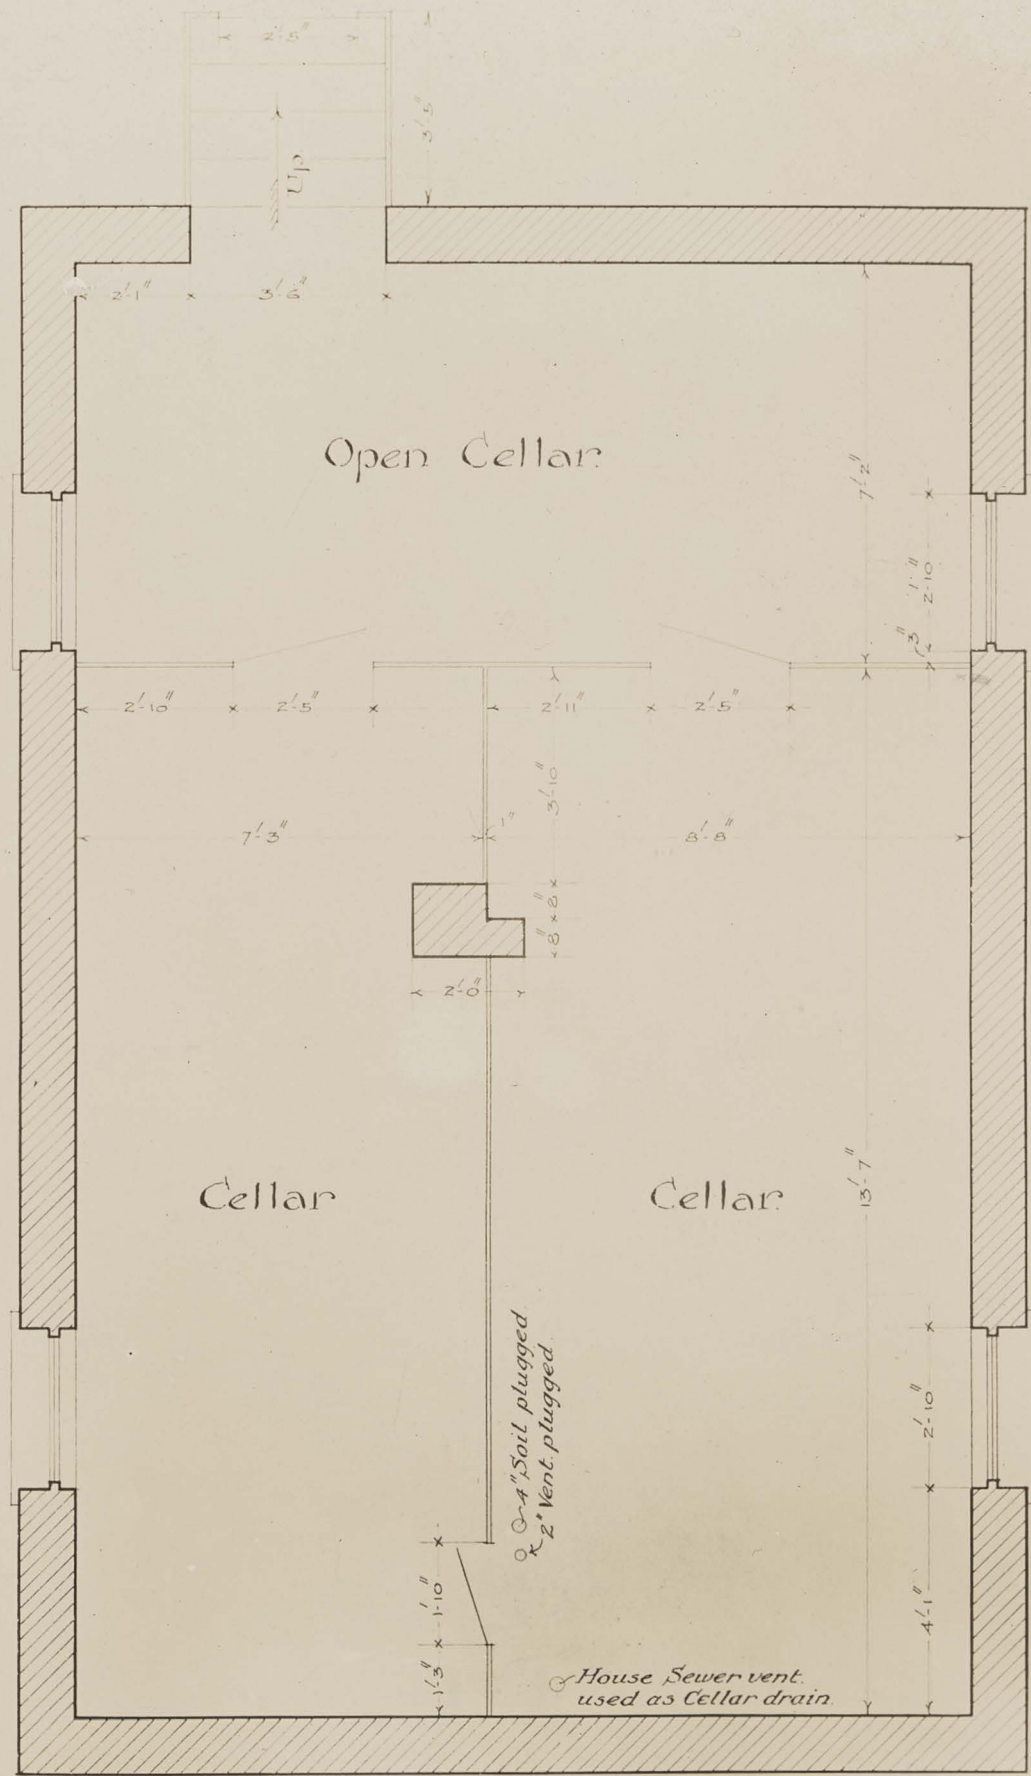 2'-5"
3'-5"
Up
2'-1"
3'-6"
Open Cellar
7'-2"
2'-10"
3"
2'-10"
2'-5"
2'-11"
2'-5"
3'-10"
7'-3"
1"
8'-8"
8"
8"
2'-0"
Cellar
Cellar
13'-7"
4" Soil plugged
2" Vent plugged
2'-10"
1'-10"
4'-1"
1'-3"
House Sewer vent
used as Cellar drain